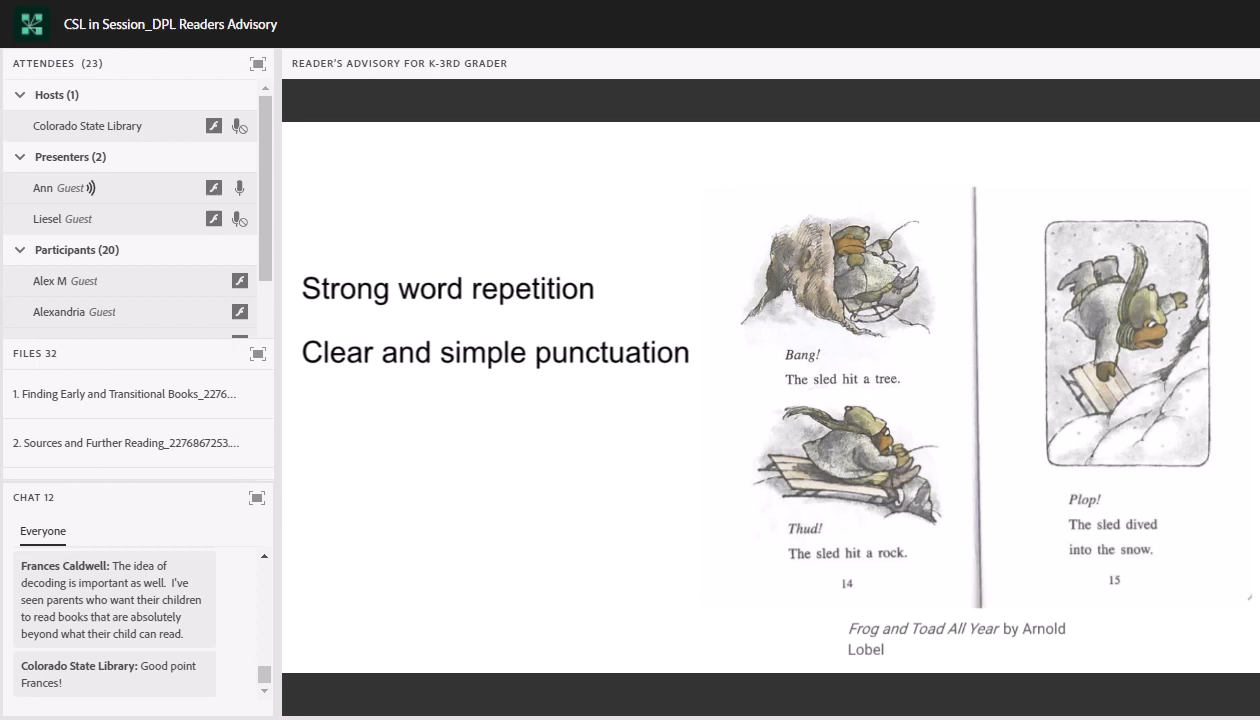 CSL in Session_DPL Readers Advisory
ATTENDEES (23)
Hosts (1)
Colorado State Library
Presenters (2)
Ann Guest
Liesel Guest
Participants (20)
Alex M Guest
Alexandria Guest
FILES 32
1. Finding Early and Transitional Books_2276...
2. Sources and Further Reading_2276867253....
CHAT 12
Everyone
Frances Caldwell: The idea of
decoding is important as well. I've
seen parents who want their children
to read books that are absolutely
beyond what their child can read.
Colorado State Library: Good point
Frances!
READER'S ADVISORY FOR K-3RD GRADER
Strong word repetition
Clear and simple punctuation
Bang!
The sled hit a tree.
Thud!
The sled hit a rock.
14
Plop!
The sled dived
into the snow.
15
Frog and Toad All Year by Arnold
Lobel